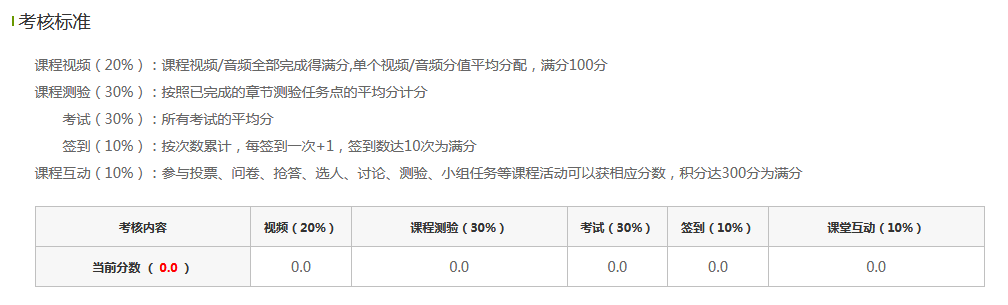 考核标准
课程视频（20%）：课程视频/音频全部完成得满分,单个视频/音频分值平均分配，满分100分
课程测验（30%）：按照已完成的章节测验任务点的平均分计分
考试（30%）：所有考试的平均分
签到（10%）：按次数累计，每签到一次+1，签到数达10次为满分
课程互动（10%）：参与投票、问卷、抢答、选人、讨论、测验、小组任务等课程活动可以获相应分数，积分达300分为满分
考核内容 视频（20%） 课程测验（30%） 考试（30%） 签到（10%） 课堂互动（10%）
当前分数（ 0.0 ） 0.0 0.0 0.0 0.0 0.0